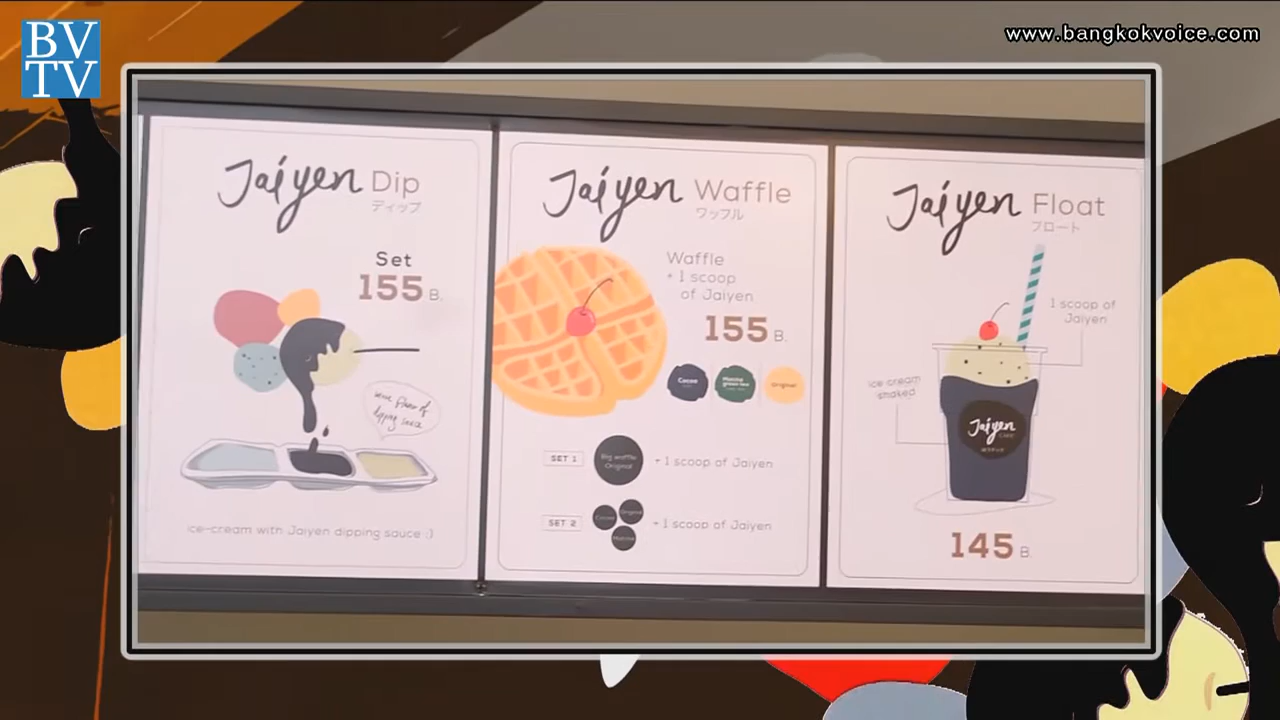 BV
TV
www.bangkokvoice.com
Jaiyen Dip
ディップ
Set
155 B.
ice-cream with Jaiyen dipping sauce :)
Jaiyen Waffle
ワッフル
Waffle
+ 1 scoop
of Jaiyen
155 B.
Cocoa
Matcha
green tea
Original
SET 1
Big waffle
Original
+ 1 scoop of Jaiyen
SET 2
Cocoa
Original
Matcha
+ 1 scoop of Jaiyen
Jaiyen Float
フロート
1 scoop of
Jaiyen
ice cream
shaked
Jaiyen
145 B